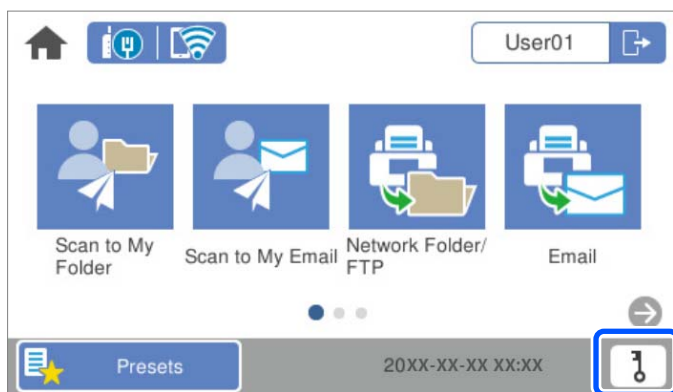 User01
Scan to My
Folder
Scan to My Email
Network Folder/
FTP
Email
Presets
20XX-XX-XX XX:XX